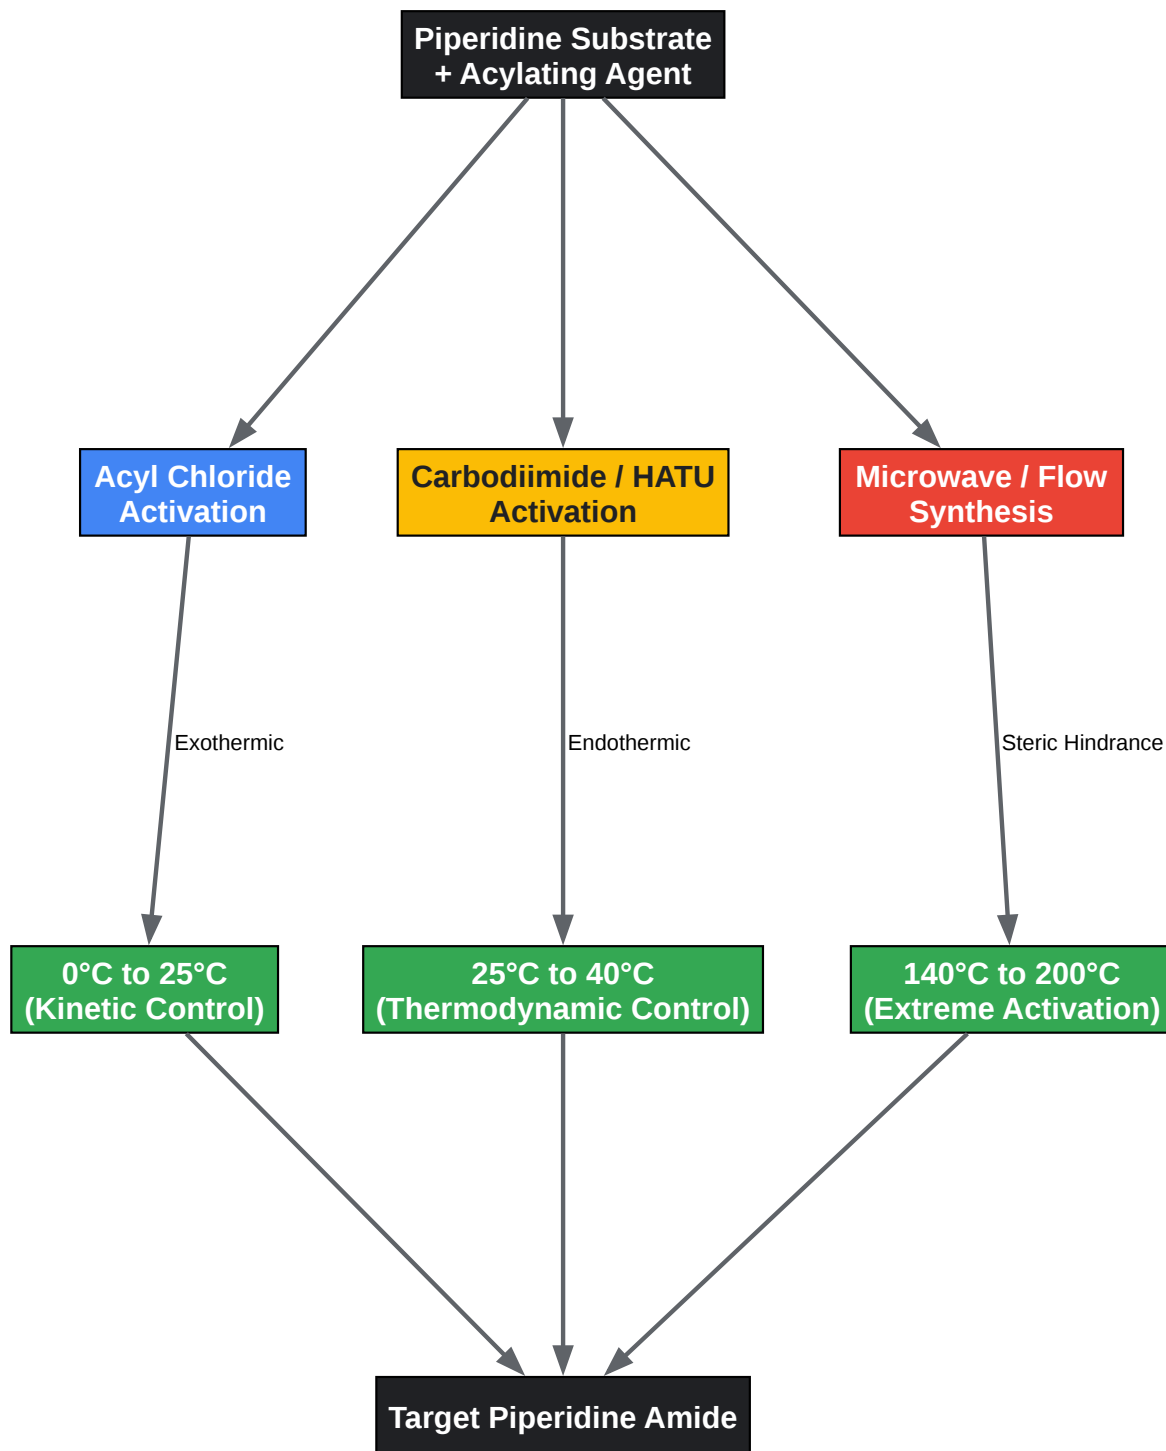 Piperidine Substrate
+ Acylating Agent
Acyl Chloride
Activation
Carbodiimide / HATU
Activation
Microwave / Flow
Synthesis
Exothermic
Endothermic
Steric Hindrance
0°C to 25°C
(Kinetic Control)
25°C to 40°C
(Thermodynamic Control)
140°C to 200°C
(Extreme Activation)
Target Piperidine Amide